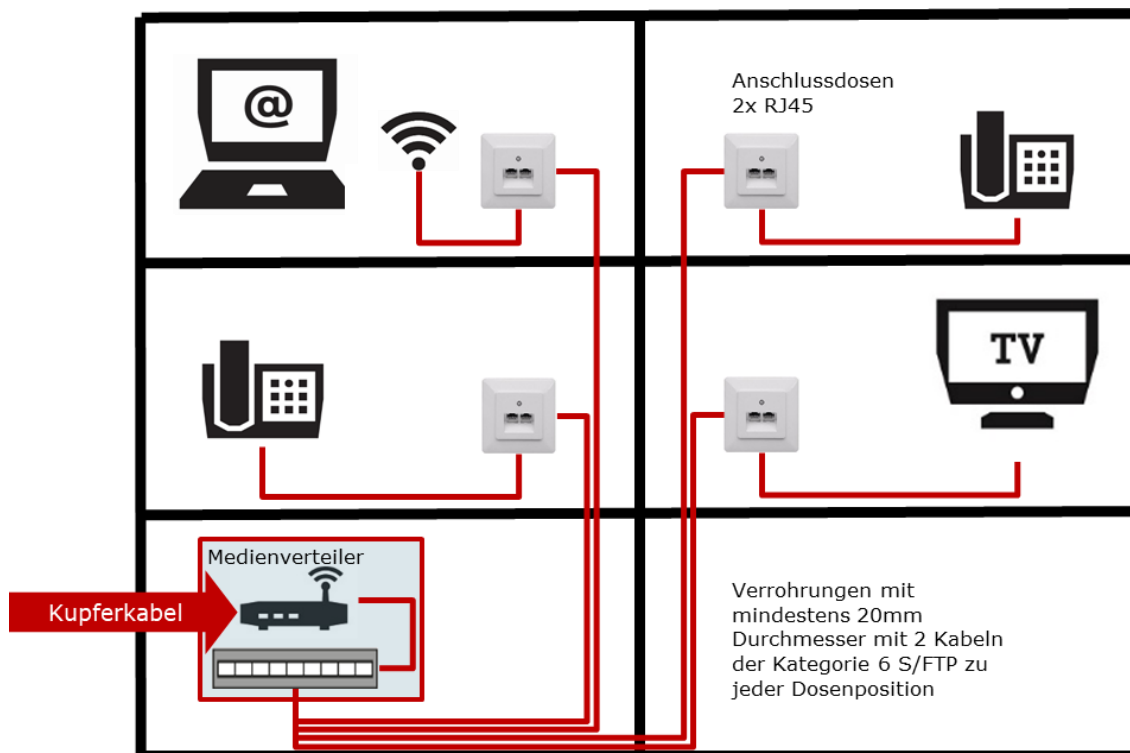 @
Anschlussdosen
2x RJ45
TV
Medienverteiler
Kupferkabel
Verrohrungen mit
mindestens 20mm
Durchmesser mit 2 Kabeln
der Kategorie 6 S/FTP zu
jeder Dosenposition